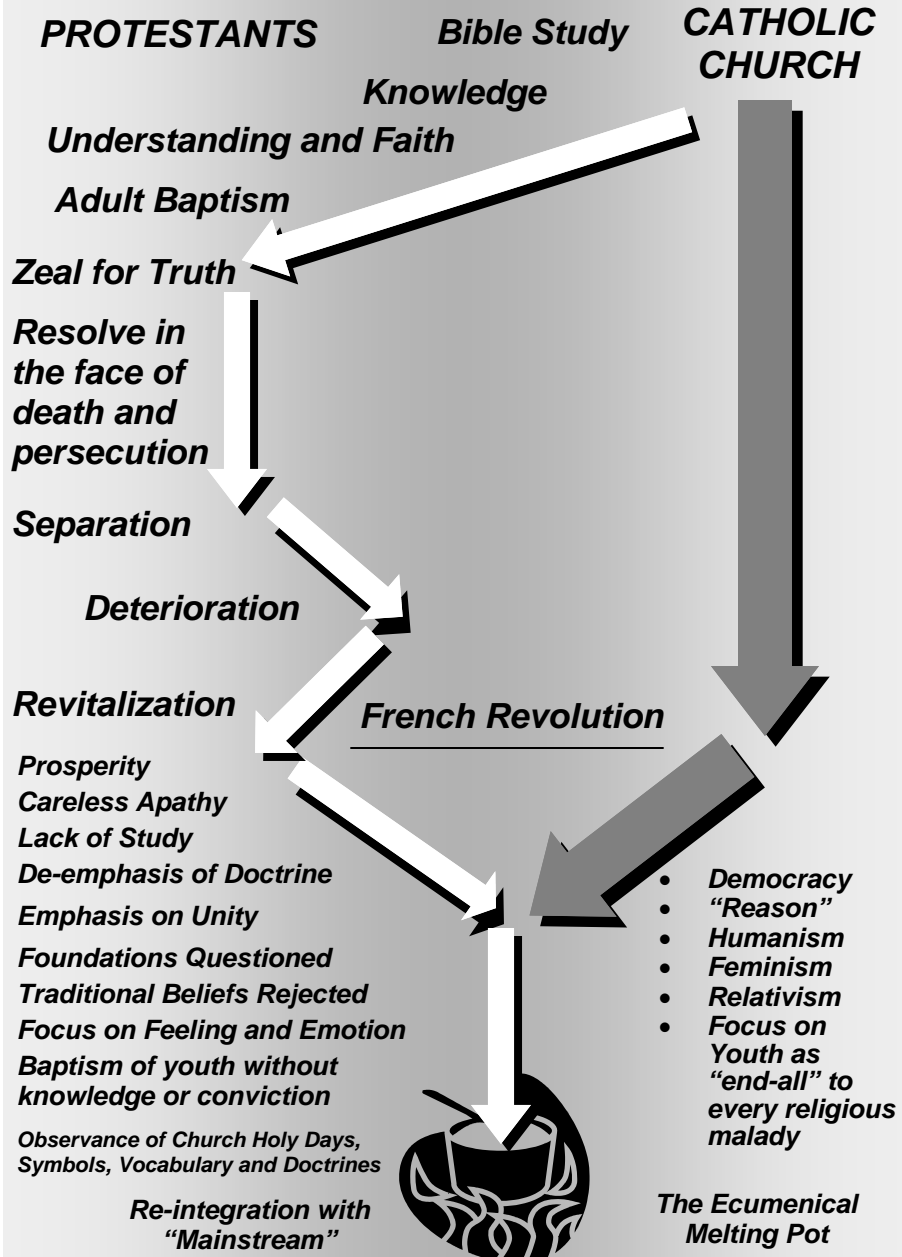 PROTESTANTS
Bible Study
CATHOLIC
CHURCH
Knowledge
Understanding and Faith
Adult Baptism
Zeal for Truth
Resolve in
the face of
death and
persecution
Separation
Deterioration
Revitalization
French Revolution
Prosperity
Careless Apathy
Lack of Study
De-emphasis of Doctrine
Emphasis on Unity
Foundations Questioned
Traditional Beliefs Rejected
Focus on Feeling and Emotion
Baptism of youth without
knowledge or conviction
Observance of Church Holy Days,
Symbols, Vocabulary and Doctrines
Re-integration with
“Mainstream”
• Democracy
• “Reason”
• Humanism
• Feminism
• Relativism
• Focus on
Youth as
“end-all” to
every religious
malady
The Ecumenical
Melting Pot